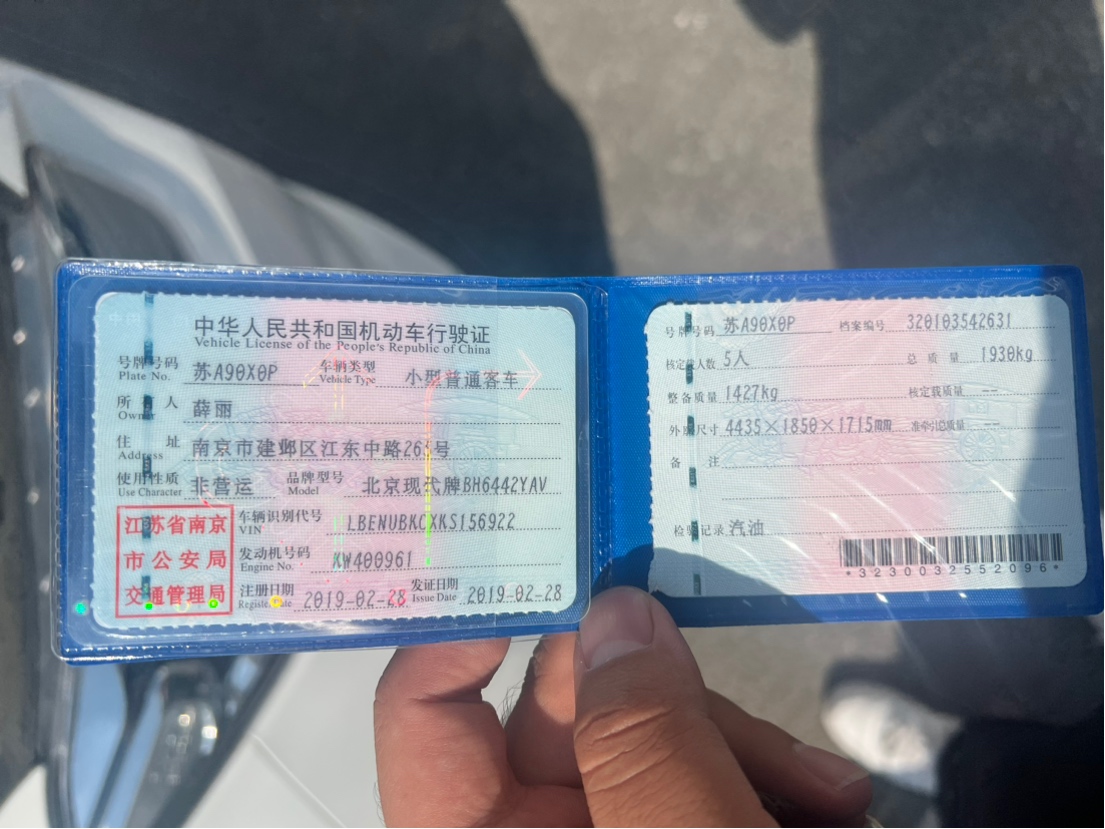 中华人民共和国机动车行驶证
Vehicle License of the People's Republic of China
号牌号码 苏A90X0P 车辆类型 小型普通客车
Plate No. Vehicle Type
所有人 薛丽
Owner
住址 南京市建邺区江东中路26号
Address
使用性质 非营运 品牌型号 北京现代牌BH6442YAV
Use Character Model
江苏省南京
市公安局
交通管理局
车辆识别代号
VIN
发动机号码 KW400961
Engine No.
注册日期 2019-02-28 发证日期 2019-02-28
Register Date Issue Date
号牌号码 苏A90X0P 档案编号 320103542631
核定载人数 5人 总质量 1930kg
整备质量 1427kg 核定载质量 --
外廓尺寸 4435×1850×1715mm 准牵引总质量 --
备注
检验记录 汽油
*3230032552096*